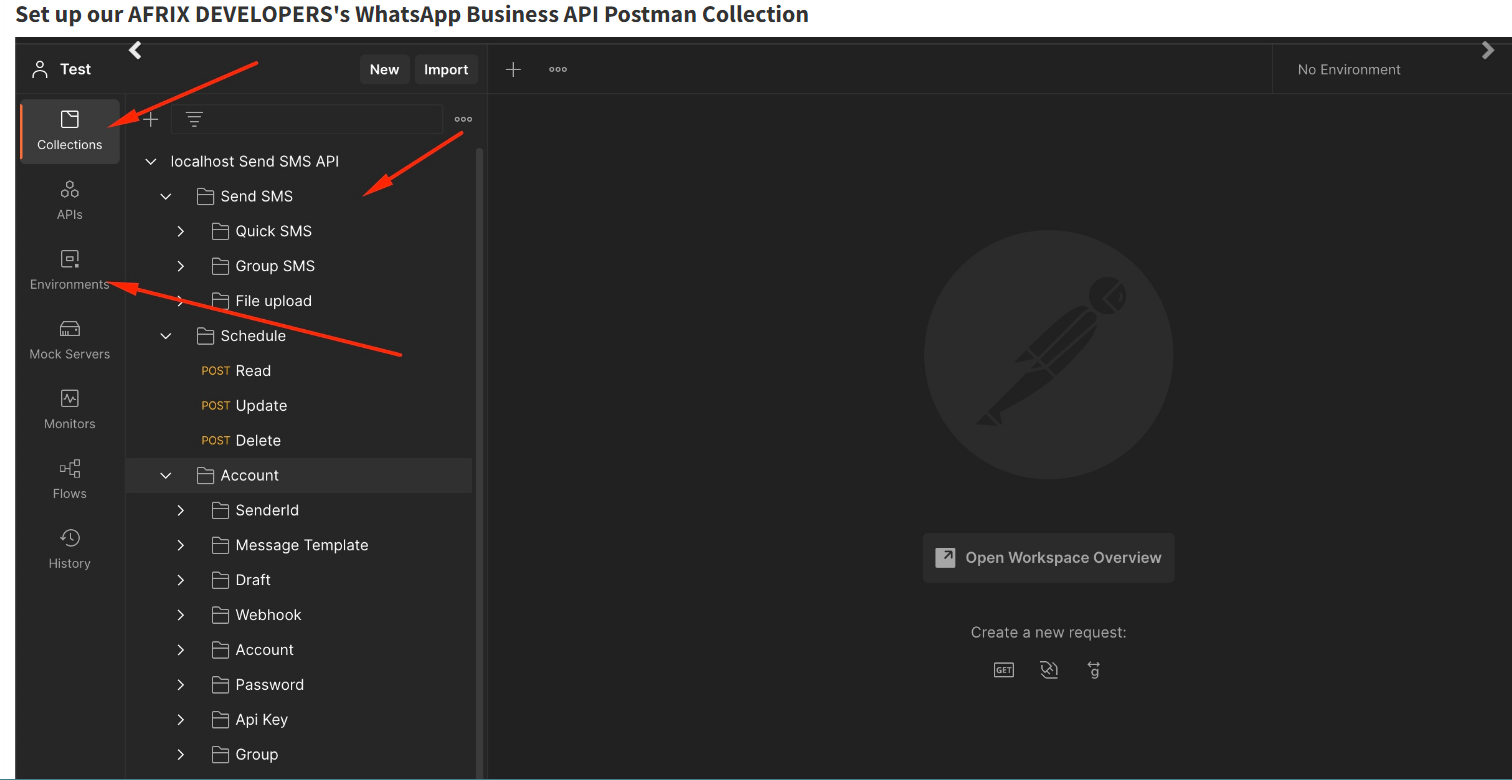 Set up our AFRIX DEVELOPERS's WhatsApp Business API Postman Collection
Test
New
Import
No Environment
Collections
APIs
Environments
Mock Servers
Monitors
Flows
History
localhost Send SMS API
Send SMS
Quick SMS
Group SMS
File upload
Schedule
POST Read
POST Update
POST Delete
Account
SenderId
Message Template
Draft
Webhook
Account
Password
Api Key
Group
Open Workspace Overview
Create a new request:
GET
g